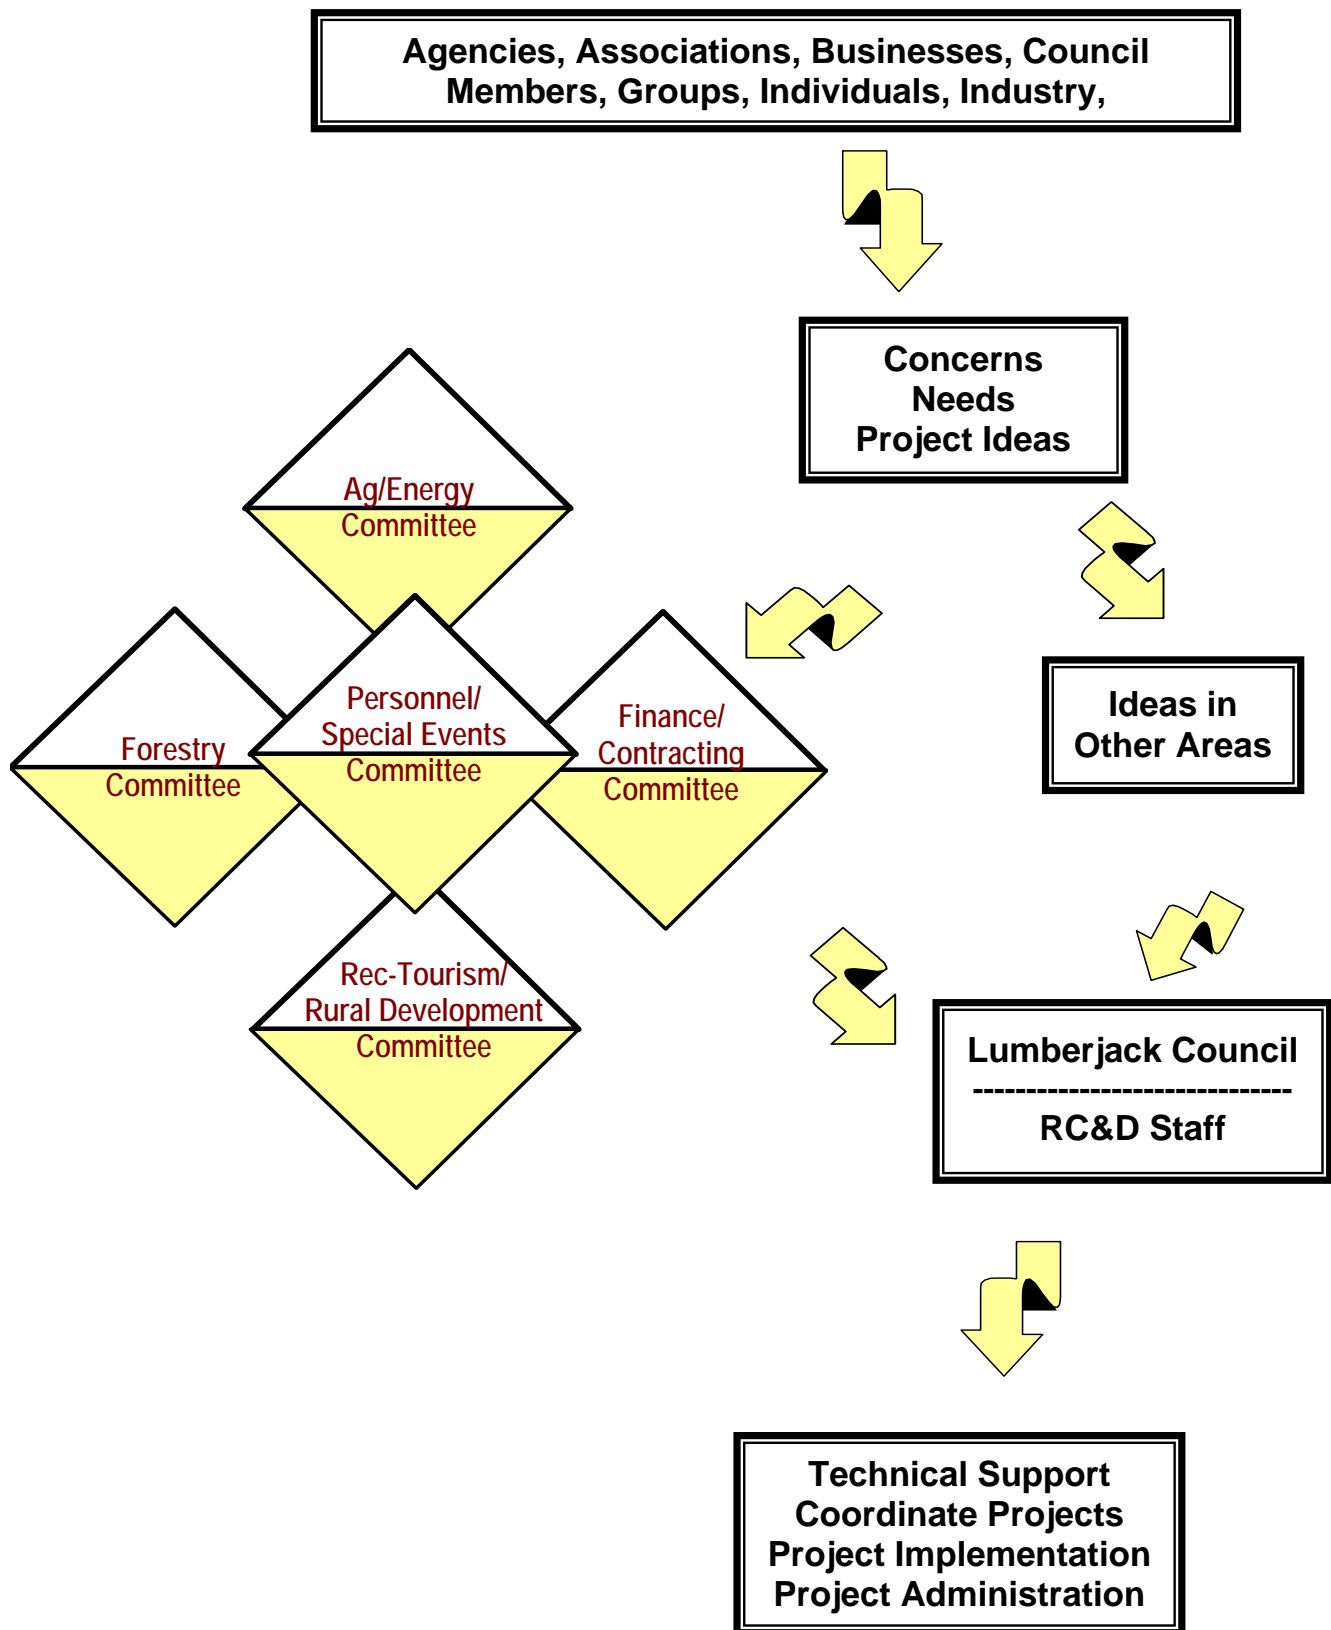 Agencies, Associations, Businesses, Council
Members, Groups, Individuals, Industry,
Concerns
Needs
Project Ideas
Ag/Energy
Committee
Personnel/
Special Events
Committee
Finance/
Contracting
Committee
Forestry
Committee
Ideas in
Other Areas
Rec-Tourism/
Rural Development
Committee
Lumberjack Council
------------------------------
RC&D Staff
Technical Support
Coordinate Projects
Project Implementation
Project Administration